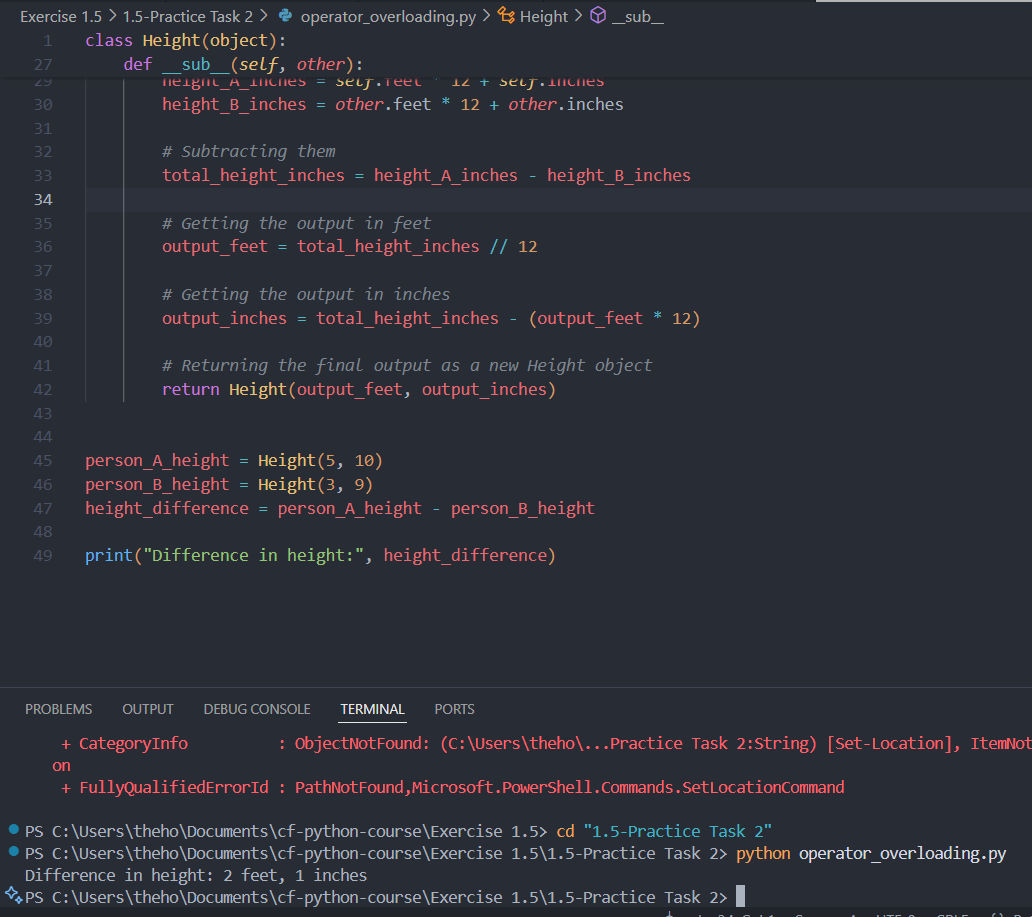 Exercise 1.5 > 1.5-Practice Task 2 > operator_overloading.py > Height > __sub__
1 class Height(object):
27     def __sub__(self, other):
29         height_A_inches = self.feet * 12 + self.inches
30         height_B_inches = other.feet * 12 + other.inches
31
32         # Subtracting them
33         total_height_inches = height_A_inches - height_B_inches
34
35         # Getting the output in feet
36         output_feet = total_height_inches // 12
37
38         # Getting the output in inches
39         output_inches = total_height_inches - (output_feet * 12)
40
41         # Returning the final output as a new Height object
42         return Height(output_feet, output_inches)
43
44
45 person_A_height = Height(5, 10)
46 person_B_height = Height(3, 9)
47 height_difference = person_A_height - person_B_height
48
49 print("Difference in height:", height_difference)
PROBLEMS OUTPUT DEBUG CONSOLE TERMINAL PORTS
+ CategoryInfo          : ObjectNotFound: (C:\Users\theho\...Practice Task 2:String) [Set-Location], ItemNot
on
+ FullyQualifiedErrorId : PathNotFound,Microsoft.PowerShell.Commands.SetLocationCommand
PS C:\Users\theho\Documents\cf-python-course\Exercise 1.5> cd "1.5-Practice Task 2"
PS C:\Users\theho\Documents\cf-python-course\Exercise 1.5\1.5-Practice Task 2> python operator_overloading.py
Difference in height: 2 feet, 1 inches
PS C:\Users\theho\Documents\cf-python-course\Exercise 1.5\1.5-Practice Task 2>